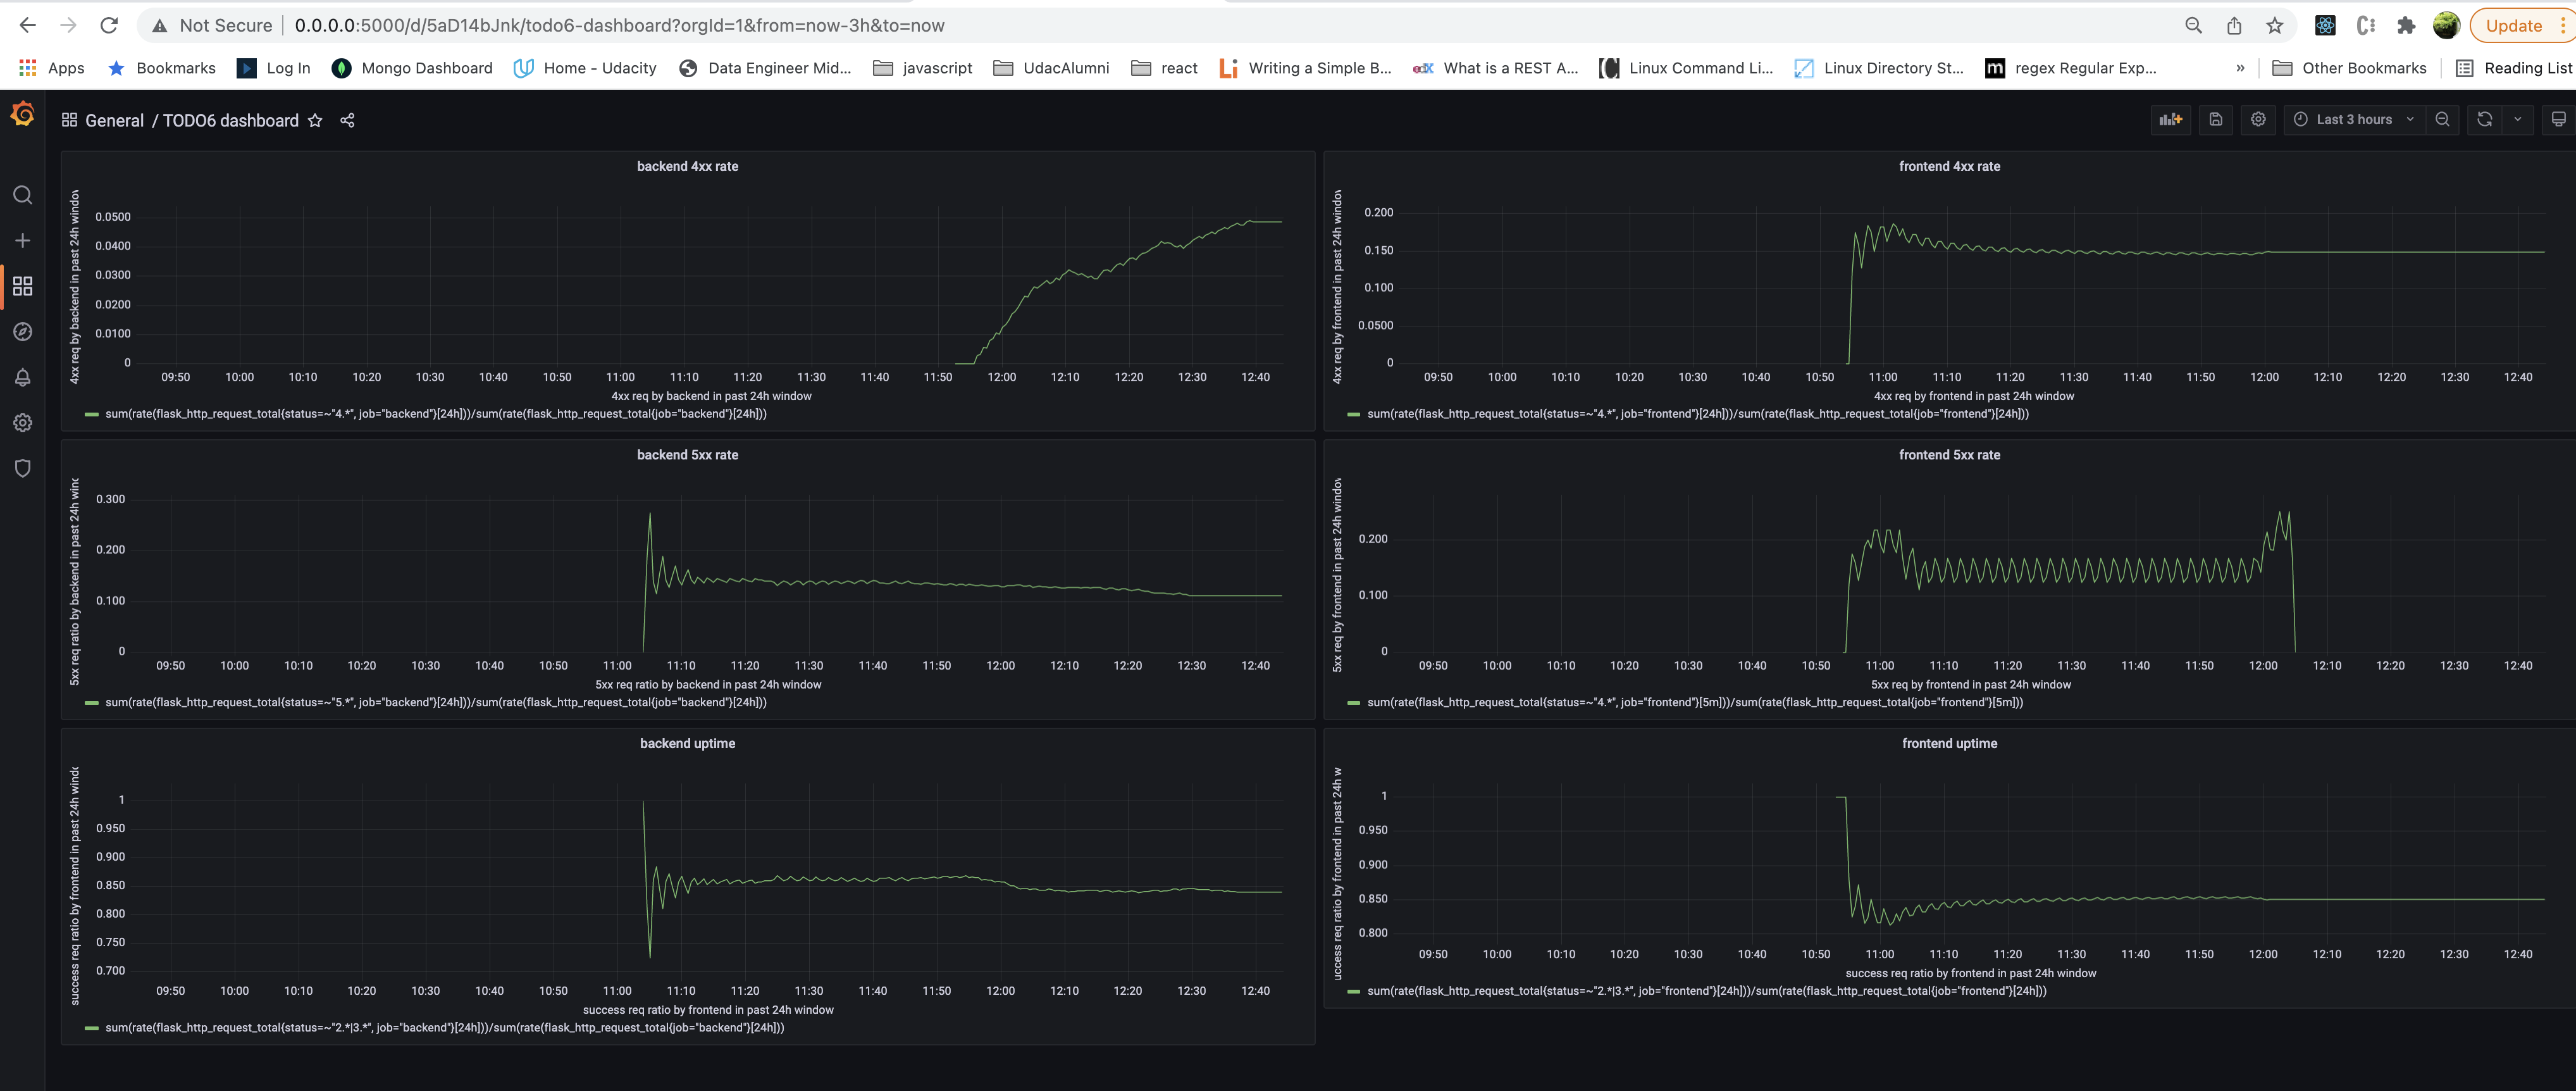 Not Secure 0.0.0.0:5000/d/5aD14bJnk/todo6-dashboard?orgId=1&from=now-3h&to=now Update
Apps Bookmarks Log In Mongo Dashboard Home - Udacity Data Engineer Mid... javascript UdacAlumni react Writing a Simple B... What is a REST A... Linux Command Li... Linux Directory St... regex Regular Exp... » Other Bookmarks Reading List
General / TODO6 dashboard Last 3 hours
backend 4xx rate
4xx req by backend in past 24h window
0.0500
0.0400
0.0300
0.0200
0.0100
0
09:50 10:00 10:10 10:20 10:30 10:40 10:50 11:00 11:10 11:20 11:30 11:40 11:50 12:00 12:10 12:20 12:30 12:40
4xx req by backend in past 24h window
sum(rate(flask_http_request_total{status=~"4.*", job="backend"}[24h]))/sum(rate(flask_http_request_total{job="backend"}[24h]))
frontend 4xx rate
4xx req by frontend in past 24h window
0.200
0.150
0.100
0.0500
0
09:50 10:00 10:10 10:20 10:30 10:40 10:50 11:00 11:10 11:20 11:30 11:40 11:50 12:00 12:10 12:20 12:30 12:40
4xx req by frontend in past 24h window
sum(rate(flask_http_request_total{status=~"4.*", job="frontend"}[24h]))/sum(rate(flask_http_request_total{job="frontend"}[24h]))
backend 5xx rate
5xx req ratio by backend in past 24h winc
0.300
0.200
0.100
0
09:50 10:00 10:10 10:20 10:30 10:40 10:50 11:00 11:10 11:20 11:30 11:40 11:50 12:00 12:10 12:20 12:30 12:40
5xx req ratio by backend in past 24h window
sum(rate(flask_http_request_total{status=~"5.*", job="backend"}[24h]))/sum(rate(flask_http_request_total{job="backend"}[24h]))
frontend 5xx rate
5xx req by frontend in past 24h window
0.200
0.100
0
09:50 10:00 10:10 10:20 10:30 10:40 10:50 11:00 11:10 11:20 11:30 11:40 11:50 12:00 12:10 12:20 12:30 12:40
5xx req by frontend in past 24h window
sum(rate(flask_http_request_total{status=~"4.*", job="frontend"}[5m]))/sum(rate(flask_http_request_total{job="frontend"}[5m]))
backend uptime
success req ratio by frontend in past 24h windc
1
0.950
0.900
0.850
0.800
0.750
0.700
09:50 10:00 10:10 10:20 10:30 10:40 10:50 11:00 11:10 11:20 11:30 11:40 11:50 12:00 12:10 12:20 12:30 12:40
success req ratio by frontend in past 24h window
sum(rate(flask_http_request_total{status=~"2.*|3.*", job="backend"}[24h]))/sum(rate(flask_http_request_total{job="backend"}[24h]))
frontend uptime
uccess req ratio by frontend in past 24h w
1
0.950
0.900
0.850
0.800
09:50 10:00 10:10 10:20 10:30 10:40 10:50 11:00 11:10 11:20 11:30 11:40 11:50 12:00 12:10 12:20 12:30 12:40
success req ratio by frontend in past 24h window
sum(rate(flask_http_request_total{status=~"2.*|3.*", job="frontend"}[24h]))/sum(rate(flask_http_request_total{job="frontend"}[24h]))